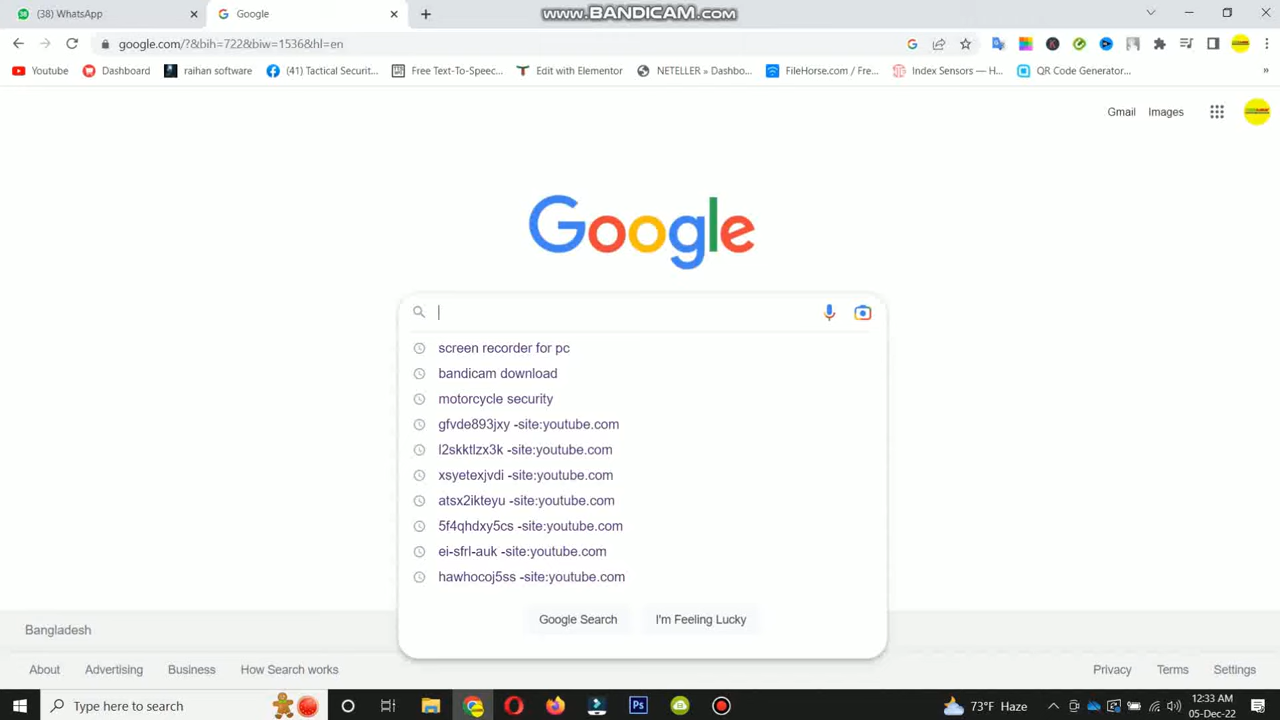 (38) WhatsApp
Google
www.BANDICAM.com
google.com/?&bih=722&biw=1536&hl=en
Youtube
Dashboard
raihan software
(41) Tactical Securit...
Free Text-To-Speec...
Edit with Elementor
NETELLER » Dashbo...
FileHorse.com / Fre...
Index Sensors — H...
QR Code Generator...
»
Gmail
Images
Google
screen recorder for pc
bandicam download
motorcycle security
gfvde893jxy -site:youtube.com
l2skktlzx3k -site:youtube.com
xsyetexjvdi -site:youtube.com
atsx2ikteyu -site:youtube.com
5f4qhdxy5cs -site:youtube.com
ei-sfrl-auk -site:youtube.com
hawhocoj5ss -site:youtube.com
Google Search
I'm Feeling Lucky
Bangladesh
About
Advertising
Business
How Search works
Privacy
Terms
Settings
Type here to search
Ps
73°F Haze
12:33 AM
05-Dec-22